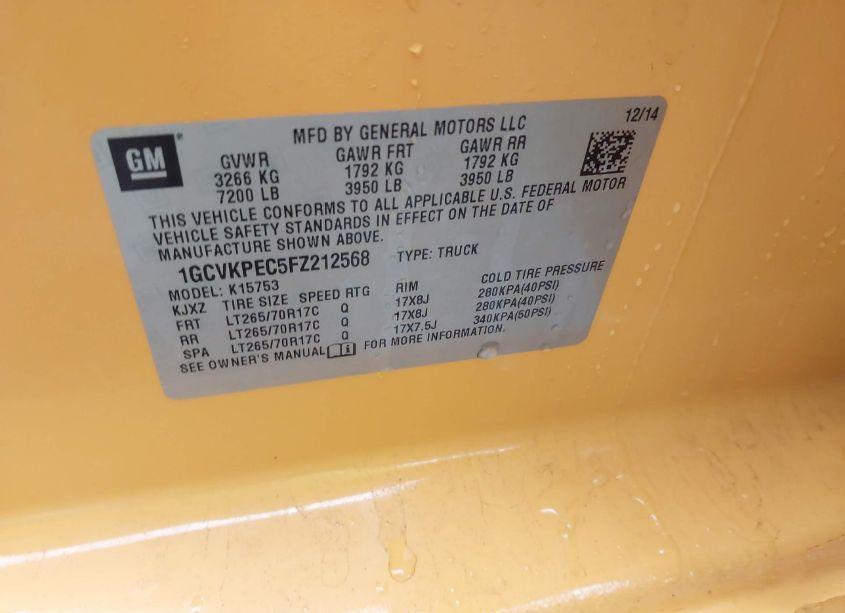 12/14
GM
MFD BY GENERAL MOTORS LLC
GVWR GAWR FRT GAWR RR
3266 KG 1792 KG 1792 KG
7200 LB 3950 LB 3950 LB
THIS VEHICLE CONFORMS TO ALL APPLICABLE U.S. FEDERAL MOTOR
VEHICLE SAFETY STANDARDS IN EFFECT ON THE DATE OF
MANUFACTURE SHOWN ABOVE.
1GCVKPEC5FZ212568 TYPE: TRUCK
MODEL: K15753
KJXZ TIRE SIZE SPEED RTG RIM COLD TIRE PRESSURE
FRT LT265/70R17C Q 17X8J 280KPA(40PSI)
RR LT265/70R17C Q 17X8J 280KPA(40PSI)
SPA LT265/70R17C Q 17X7.5J 340KPA(50PSI)
SEE OWNER'S MANUAL FOR MORE INFORMATION.